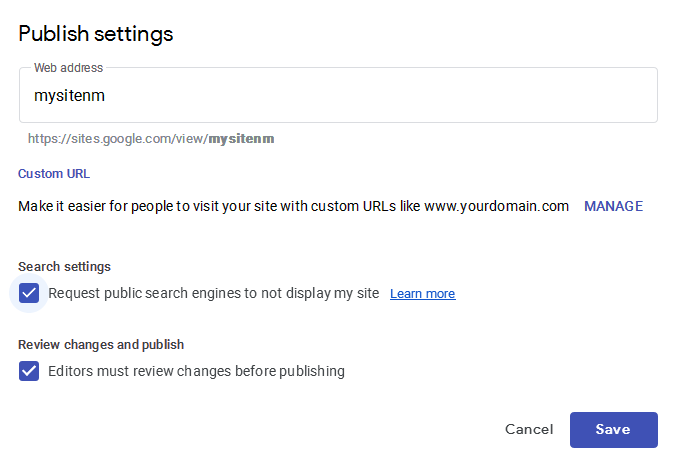 Publish settings
Web address
mysitenm
https://sites.google.com/view/mysitenm
Custom URL
Make it easier for people to visit your site with custom URLs like www.yourdomain.com MANAGE
Search settings
Request public search engines to not display my site Learn more
Review changes and publish
Editors must review changes before publishing
Cancel Save